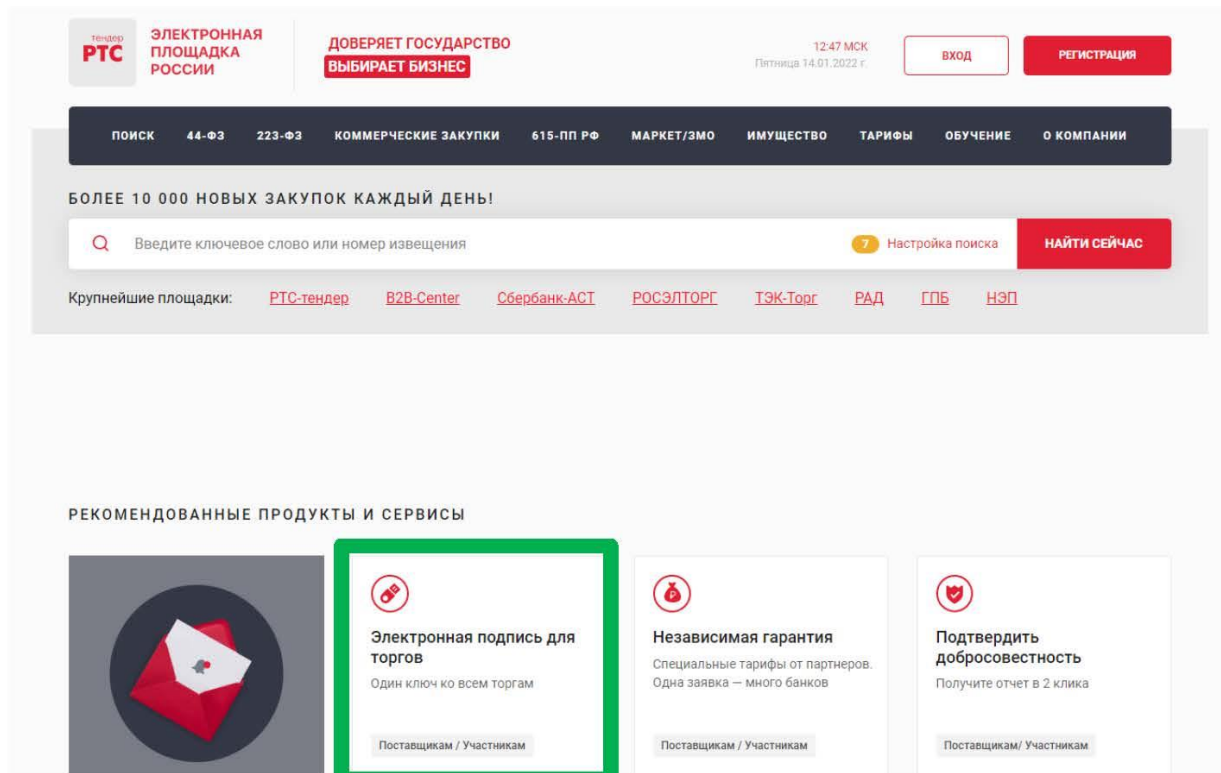 тендер
РТС
ЭЛЕКТРОННАЯ
ПЛОЩАДКА
РОССИИ
ДОВЕРЯЕТ ГОСУДАРСТВО
ВЫБИРАЕТ БИЗНЕС
12:47 МСК
Пятница 14.01.2022 г.
ВХОД
РЕГИСТРАЦИЯ
ПОИСК 44-ФЗ 223-ФЗ КОММЕРЧЕСКИЕ ЗАКУПКИ 615-ПП РФ МАРКЕТ/ЗМО ИМУЩЕСТВО ТАРИФЫ ОБУЧЕНИЕ О КОМПАНИИ
БОЛЕЕ 10 000 НОВЫХ ЗАКУПОК КАЖДЫЙ ДЕНЬ!
Введите ключевое слово или номер извещения 7 Настройка поиска НАЙТИ СЕЙЧАС
Крупнейшие площадки: РТС-тендер B2B-Center Сбербанк-АСТ РОСЭЛТОРГ ТЭК-Торг РАД ГПБ НЭП
РЕКОМЕНДОВАННЫЕ ПРОДУКТЫ И СЕРВИСЫ
Электронная подпись для
торгов
Один ключ ко всем торгам
Поставщикам / Участникам
Независимая гарантия
Специальные тарифы от партнеров.
Одна заявка — много банков
Поставщикам / Участникам
Подтвердить
добросовестность
Получите отчет в 2 клика
Поставщикам/ Участникам